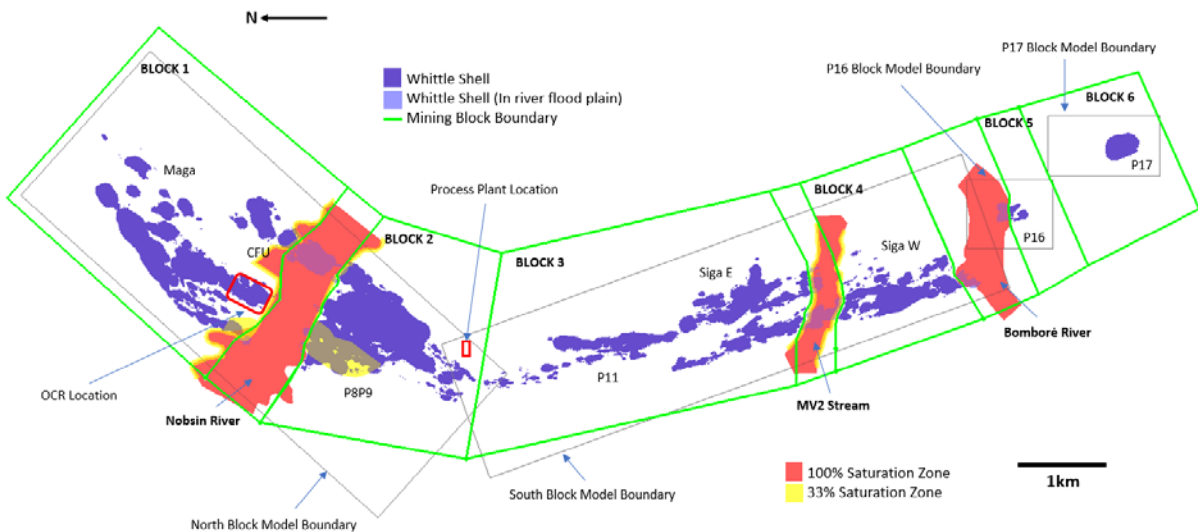 N
P17 Block Model Boundary
P16 Block Model Boundary
BLOCK 1
Whittle Shell
Whittle Shell (In river flood plain)
Mining Block Boundary
BLOCK 6
BLOCK 5
P17
Maga
Process Plant Location
BLOCK 4
CFU
BLOCK 2
P16
Siga W
BLOCK 3
Siga E
Bomboré River
OCR Location
P11
P8P9
MV2 Stream
Nobsin River
100% Saturation Zone
33% Saturation Zone
1km
South Block Model Boundary
North Block Model Boundary